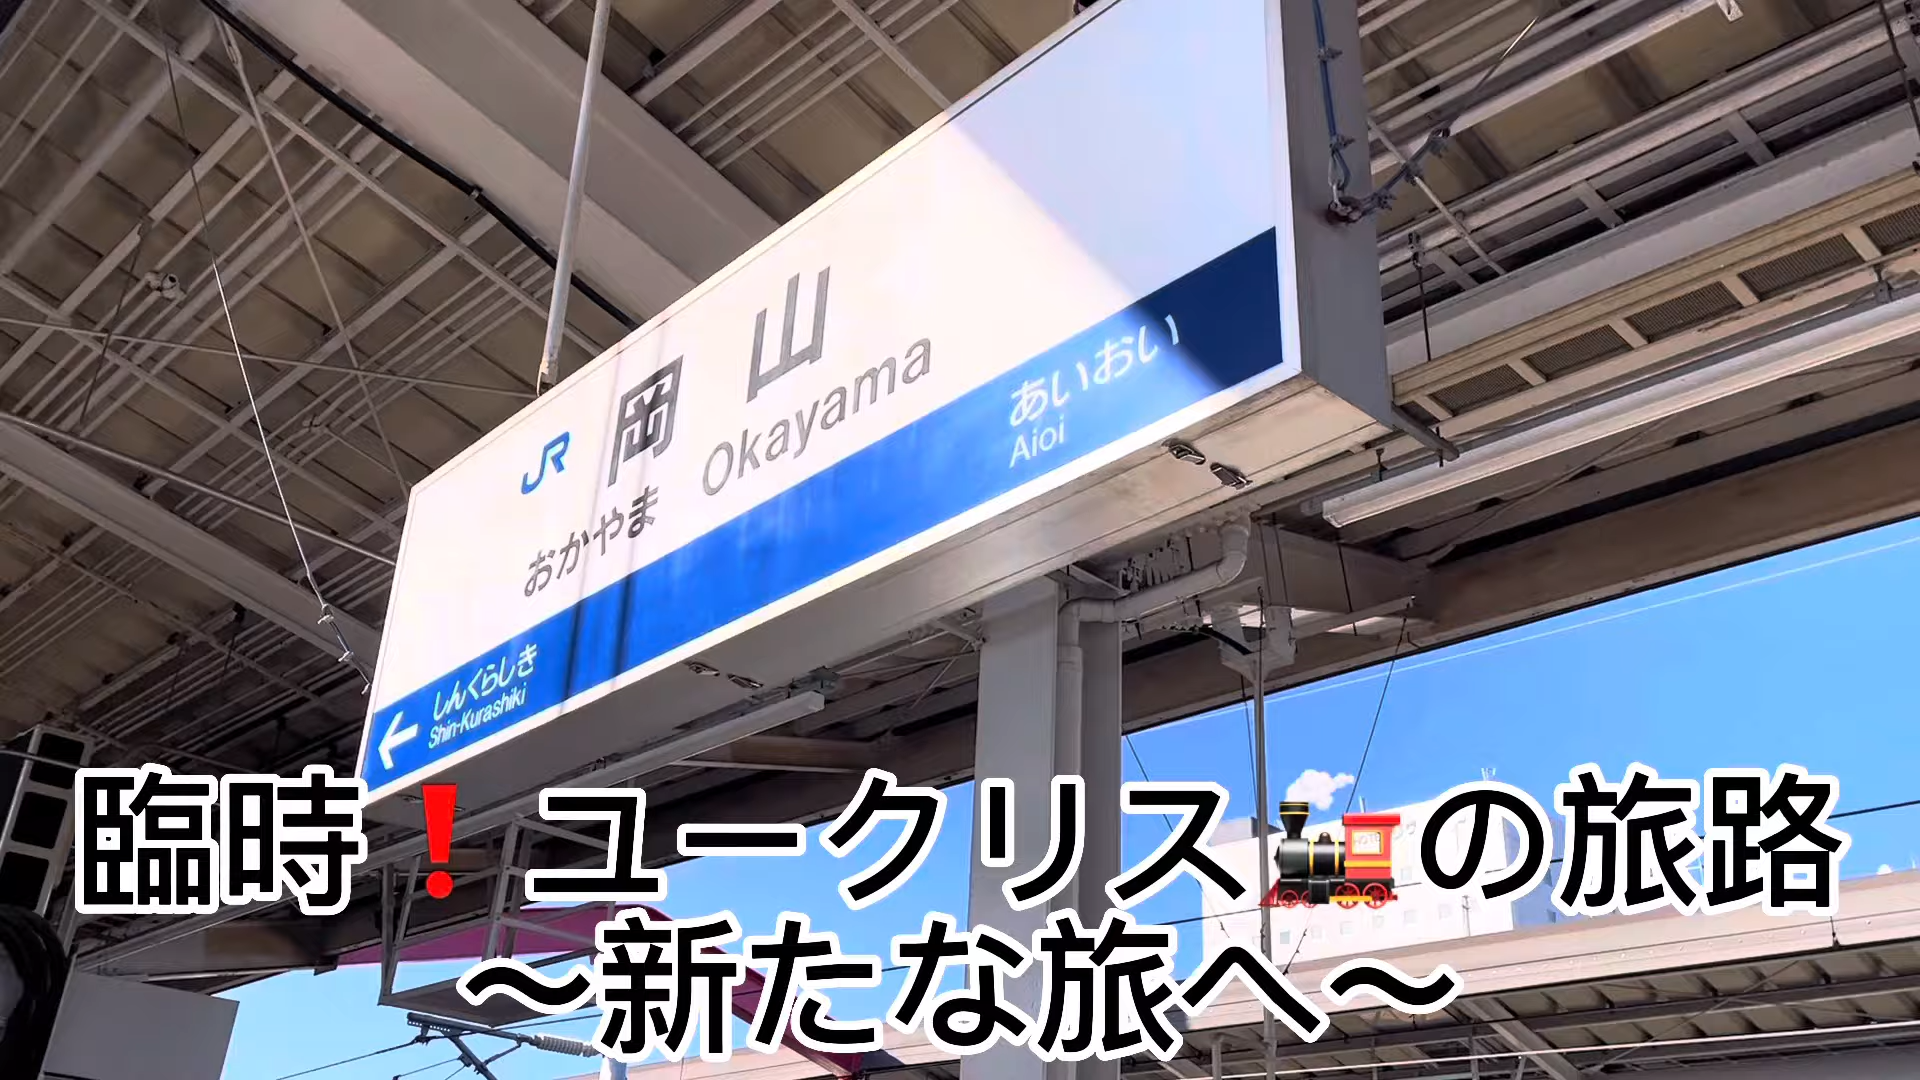 JR 岡山
おかやま Okayama
あいおい
Aioi
← しんくらしき
Shin-Kurashiki
臨時❗ユークリス🚂の旅路
〜新たな旅へ〜